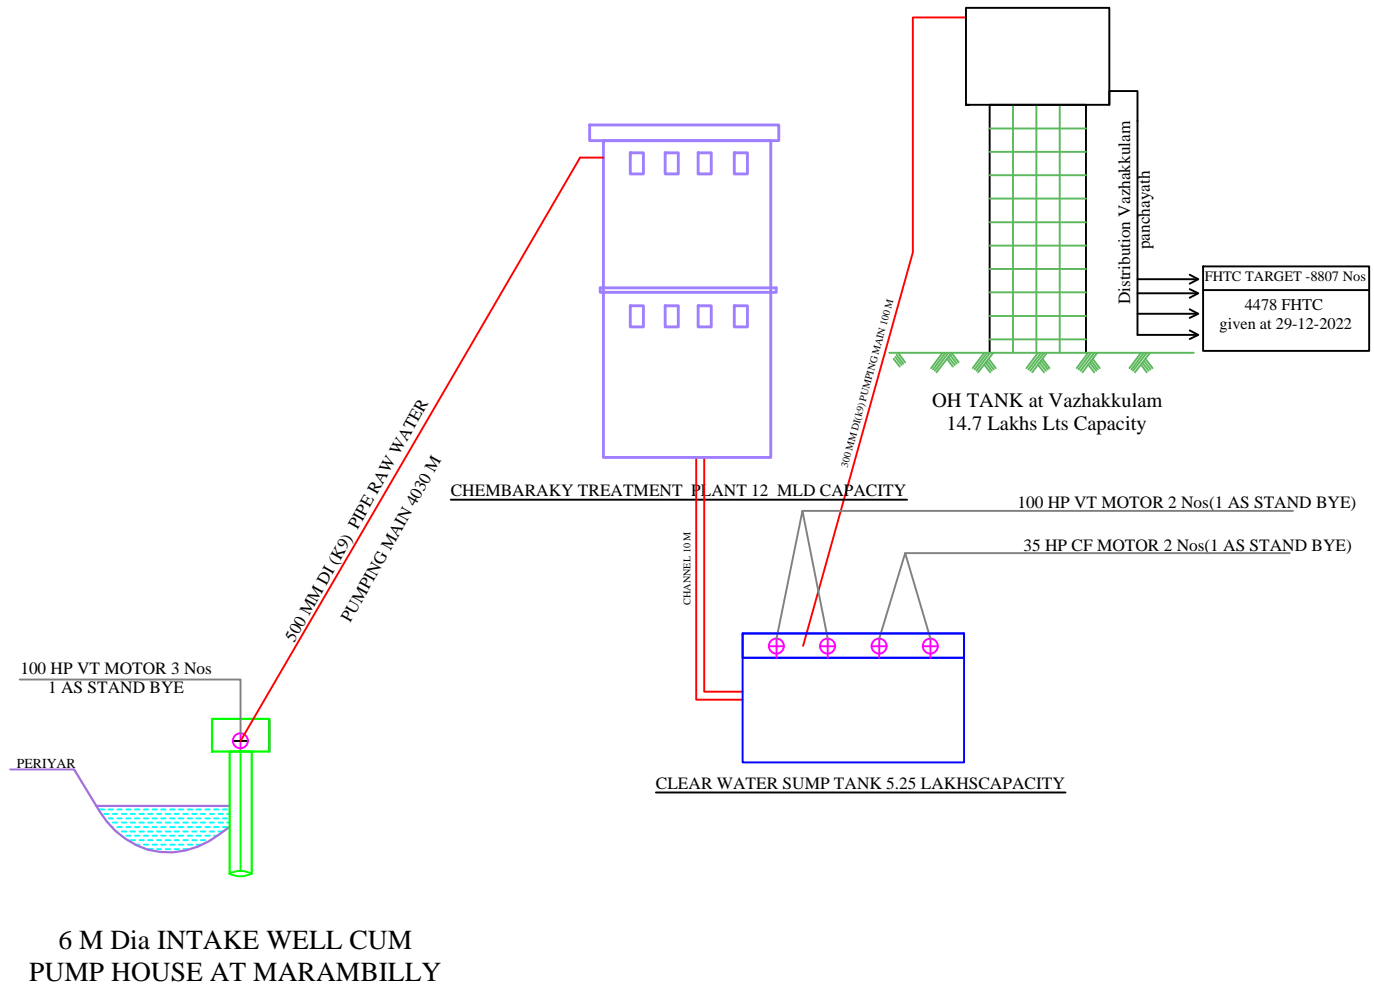 Distribution Vazhakkulam
panchayath
FHTC TARGET -8807 Nos
4478 FHTC
given at 29-12-2022
OH TANK at Vazhakkulam
14.7 Lakhs Lts Capacity
300 MM DI(k9) PUMPING MAIN 100 M
500 MM DI (K9) PIPE RAW WATER
PUMPING MAIN 4030 M
CHEMBARAKY TREATMENT PLANT 12 MLD CAPACITY
100 HP VT MOTOR 2 Nos(1 AS STAND BYE)
35 HP CF MOTOR 2 Nos(1 AS STAND BYE)
CHANNEL 10 M
100 HP VT MOTOR 3 Nos
1 AS STAND BYE
PERIYAR
CLEAR WATER SUMP TANK 5.25 LAKHSCAPACITY
6 M Dia INTAKE WELL CUM
PUMP HOUSE AT MARAMBILLY